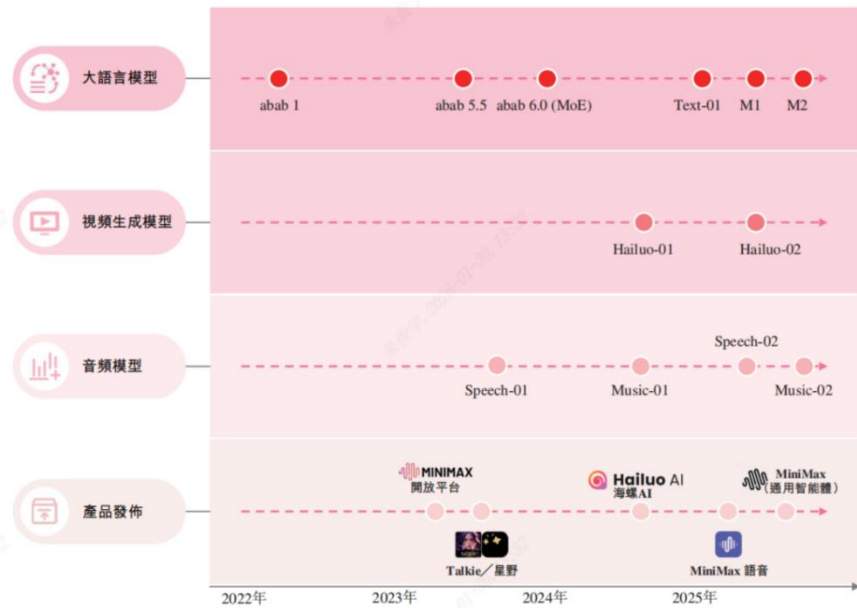 大語言模型
abab 1
abab 5.5
abab 6.0 (MoE)
Text-01
M1
M2
視頻生成模型
Hailuo-01
Hailuo-02
音頻模型
Speech-01
Music-01
Speech-02
Music-02
產品發佈
MINIMAX
開放平台
Hailuo AI
海螺AI
MiniMax
(通用智能體)
Talkie／星野
MiniMax 語音
2022年
2023年
2024年
2025年